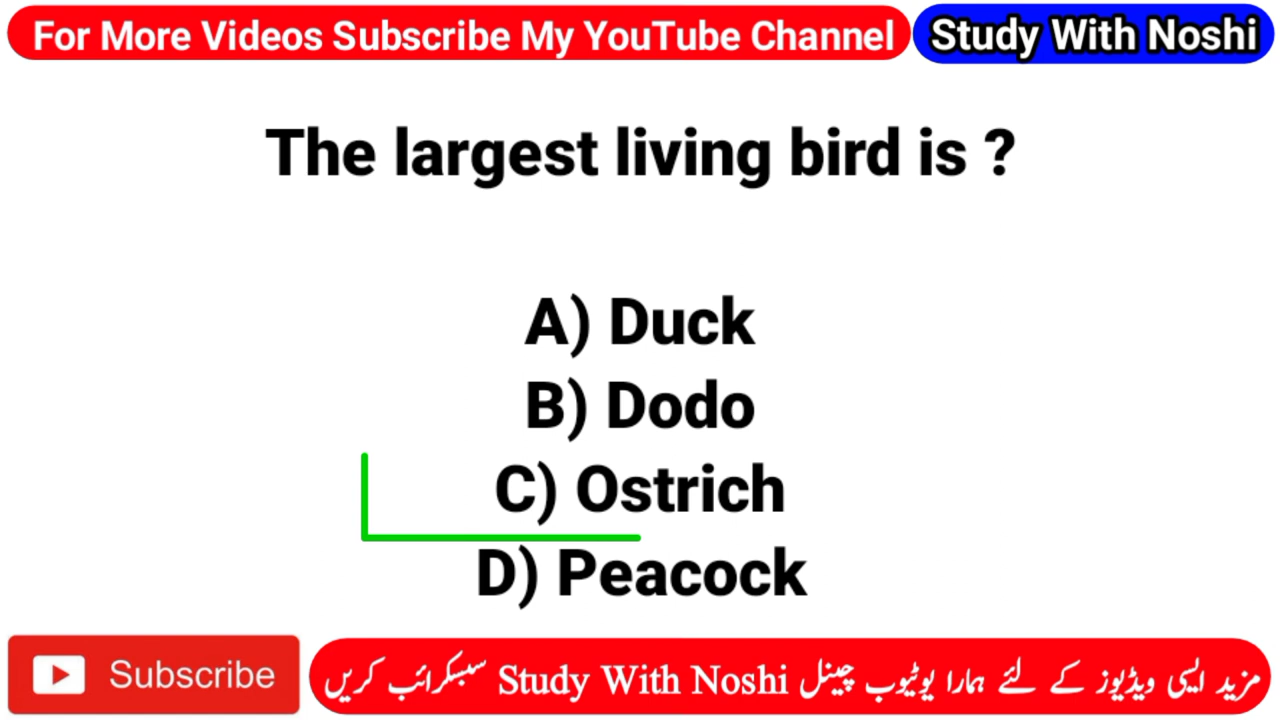 For More Videos Subscribe My YouTube Channel
Study With Noshi
The largest living bird is ?
A) Duck
B) Dodo
C) Ostrich
D) Peacock
Subscribe
مزید ایسی ویڈیوز کے لئے ہمارا یوٹیوب چینل Study With Noshi سبسکرائب کریں